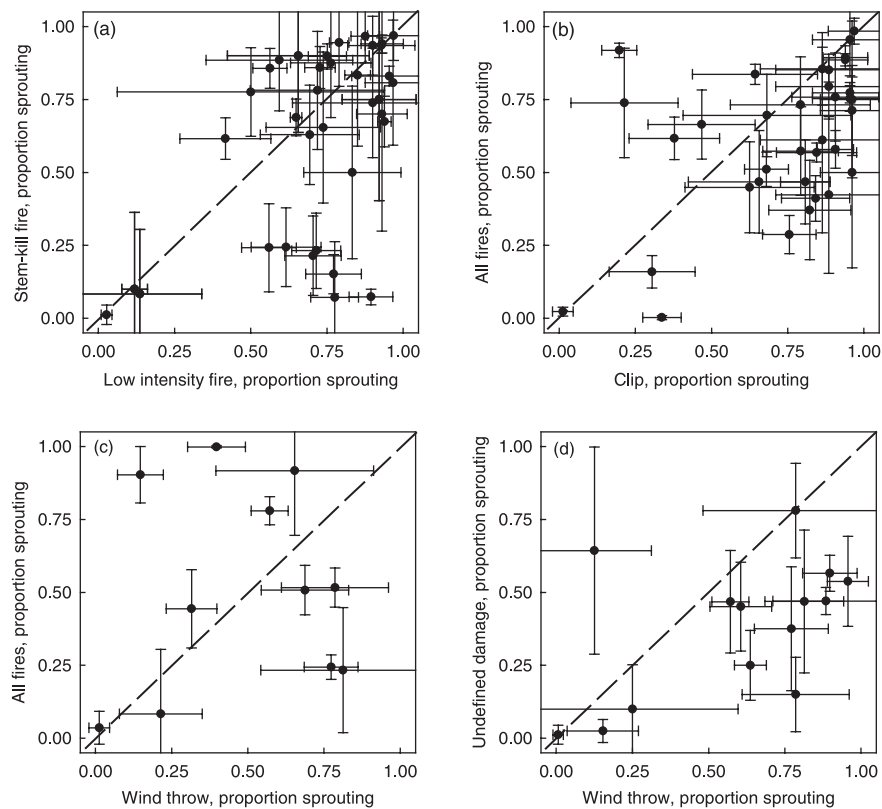 (a)
Stem-kill fire, proportion sprouting
1.00
0.75
0.50
0.25
0.00
0.00 0.25 0.50 0.75 1.00
Low intensity fire, proportion sprouting
(b)
All fires, proportion sprouting
1.00
0.75
0.50
0.25
0.00
0.00 0.25 0.50 0.75 1.00
Clip, proportion sprouting
(c)
All fires, proportion sprouting
1.00
0.75
0.50
0.25
0.00
0.00 0.25 0.50 0.75 1.00
Wind throw, proportion sprouting
(d)
Undefined damage, proportion sprouting
1.00
0.75
0.50
0.25
0.00
0.00 0.25 0.50 0.75 1.00
Wind throw, proportion sprouting